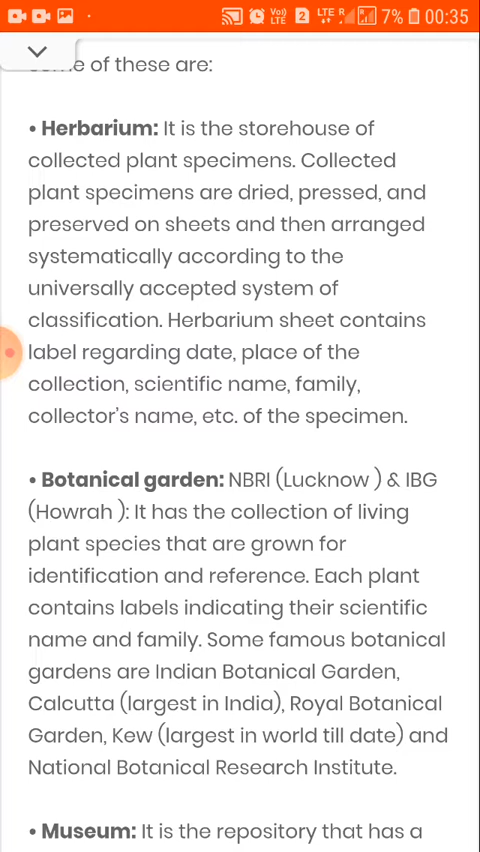 Vo)) LTE 2 LTE R 7% 00:35
some of these are:
• Herbarium: It is the storehouse of
collected plant specimens. Collected
plant specimens are dried, pressed, and
preserved on sheets and then arranged
systematically according to the
universally accepted system of
classification. Herbarium sheet contains
label regarding date, place of the
collection, scientific name, family,
collector's name, etc. of the specimen.
• Botanical garden: NBRI (Lucknow ) & IBG
(Howrah ): It has the collection of living
plant species that are grown for
identification and reference. Each plant
contains labels indicating their scientific
name and family. Some famous botanical
gardens are Indian Botanical Garden,
Calcutta (largest in India), Royal Botanical
Garden, Kew (largest in world till date) and
National Botanical Research Institute.
• Museum: It is the repository that has a